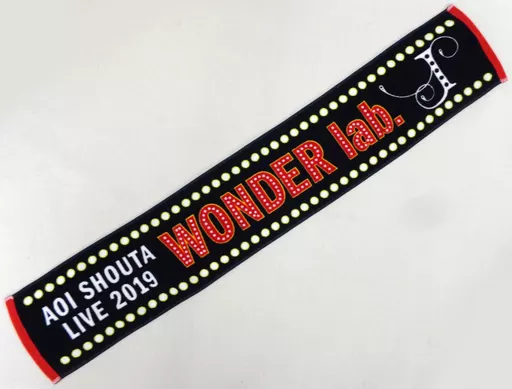 AOI SHOUTA
LIVE 2019
WONDER lab.
I